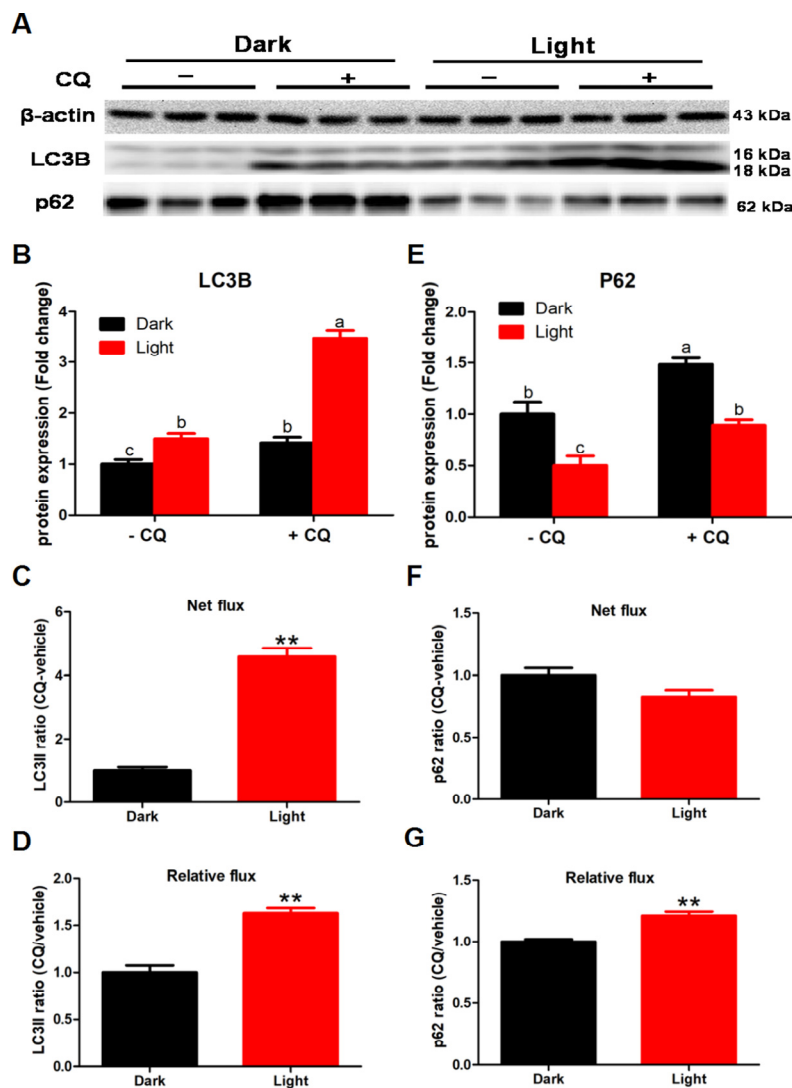 A
Dark Light
CQ − + − +
β-actin 43 kDa
LC3B 16 kDa
18 kDa
p62 62 kDa
B
LC3B
protein expression (Fold change)
4
3
2
1
0
Dark
Light
c
b
b
a
- CQ + CQ
E
P62
protein expression (Fold change)
2.0
1.5
1.0
0.5
0.0
Dark
Light
b
c
a
b
- CQ + CQ
C
Net flux
LC3II ratio (CQ-vehicle)
6
4
2
0
**
Dark Light
F
Net flux
p62 ratio (CQ-vehicle)
1.5
1.0
0.5
0.0
Dark Light
D
Relative flux
LC3II ratio (CQ/vehicle)
2.0
1.5
1.0
0.5
0.0
**
Dark Light
G
Relative flux
p62 ratio (CQ/vehicle)
1.5
1.0
0.5
0.0
**
Dark Light